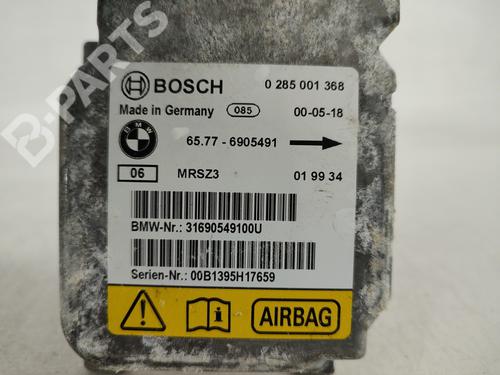 B-PARTS
BOSCH 0 285 001 368
Made in Germany 085 00-05-18
BMW 65.77 - 6905491
06 MRSZ3 01 99 34
BMW-Nr.: 31690549100U
Serien-Nr.: 00B1395H17659
AIRBAG